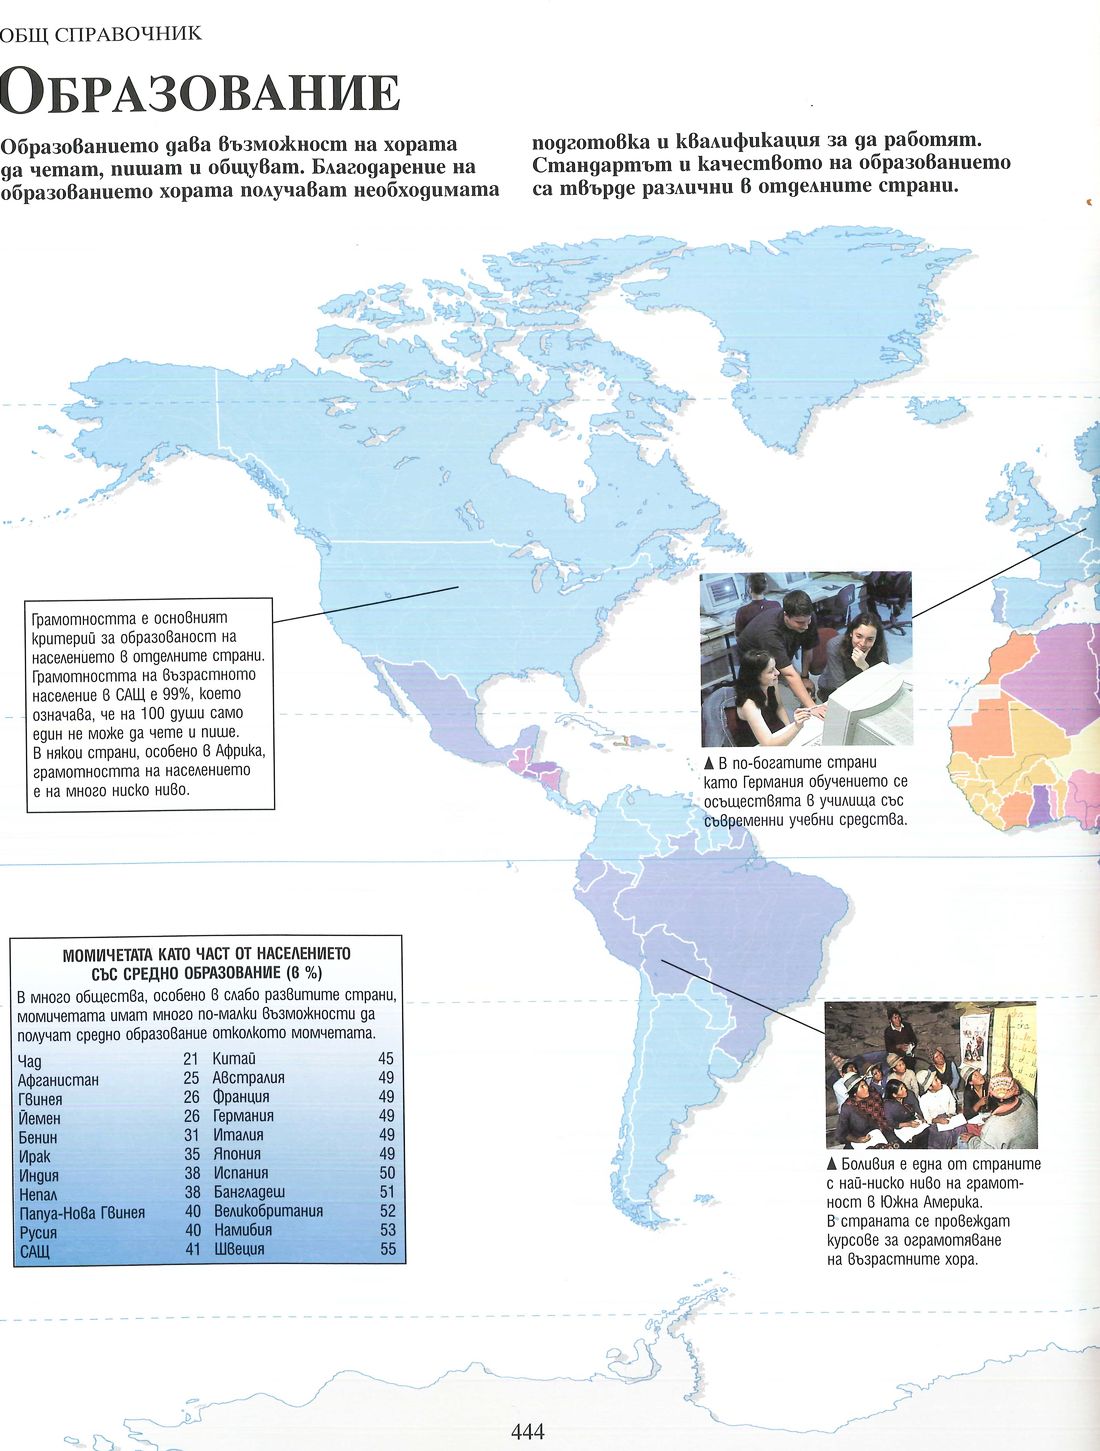 ОБЩ СПРАВОЧНИК
ОБРАЗОВАНИЕ
Образованието дава възможност на хората
да четат, пишат и общуват. Благодарение на
образованието хората получават необходимата
подготовка и квалификация за да работят.
Стандартът и качеството на образованието
са твърде различни в отделните страни.
Грамотността е основният
критерий за образованост на
населението в отделните страни.
Грамотността на възрастното
население в САЩ е 99%, което
означава, че на 100 души само
един не може да чете и пише.
В някои страни, особено в Африка,
грамотността на населението
е на много ниско ниво.
▲ В по-богатите страни
като Германия обучението се
осъществята в училища със
съвременни учебни средства.
МОМИЧЕТАТА КАТО ЧАСТ ОТ НАСЕЛЕНИЕТО
СЪС СРЕДНО ОБРАЗОВАНИЕ (в %)
В много общества, особено в слабо развитите страни,
момичетата имат много по-малки възможности да
получат средно образование отколкото момчетата.
Чад 21 Китай 45
Афганистан 25 Австралия 49
Гвинея 26 Франция 49
Йемен 26 Германия 49
Бенин 31 Италия 49
Ирак 35 Япония 49
Индия 38 Испания 50
Непал 38 Бангладеш 51
Папуа-Нова Гвинея 40 Великобритания 52
Русия 40 Намибия 53
САЩ 41 Швеция 55
▲ Боливия е една от страните
с най-ниско ниво на грамот-
ност в Южна Америка.
В страната се провеждат
курсове за ограмотяване
на възрастните хора.
444